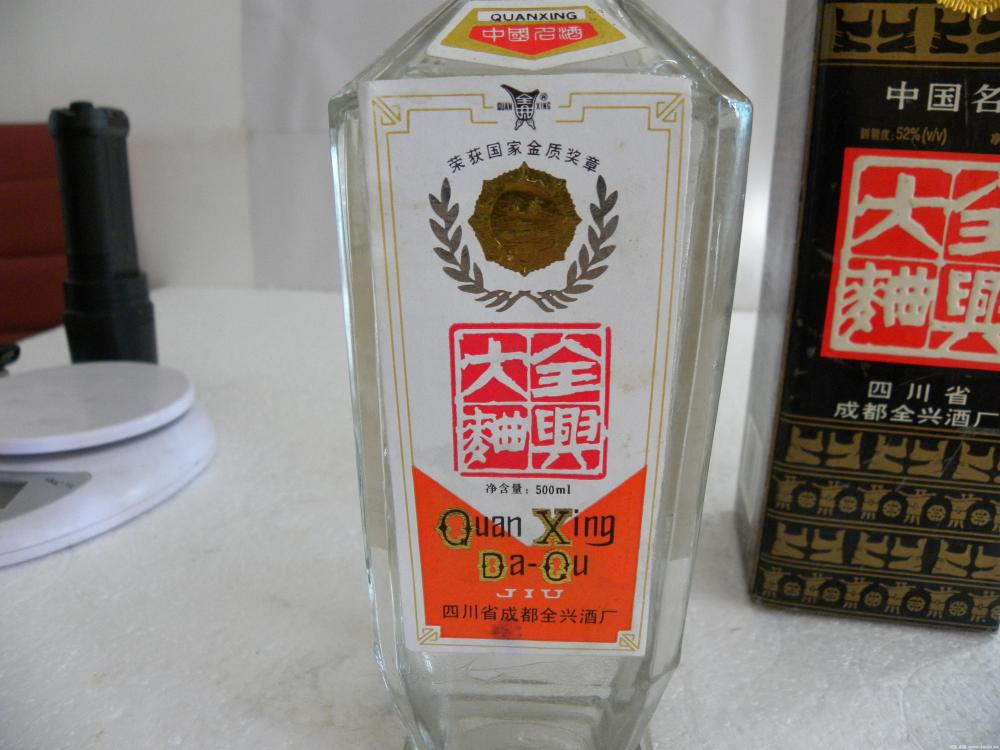 QUANXING
中國名酒
QUAN 全興 XING ®
荣获国家金质奖章
全興
大麯
净含量：500ml
Quan Xing
Da-Qu
JIU
四川省成都全兴酒厂
中国名
52%(v/v)
全興
大麯
四川省
成都全兴酒厂